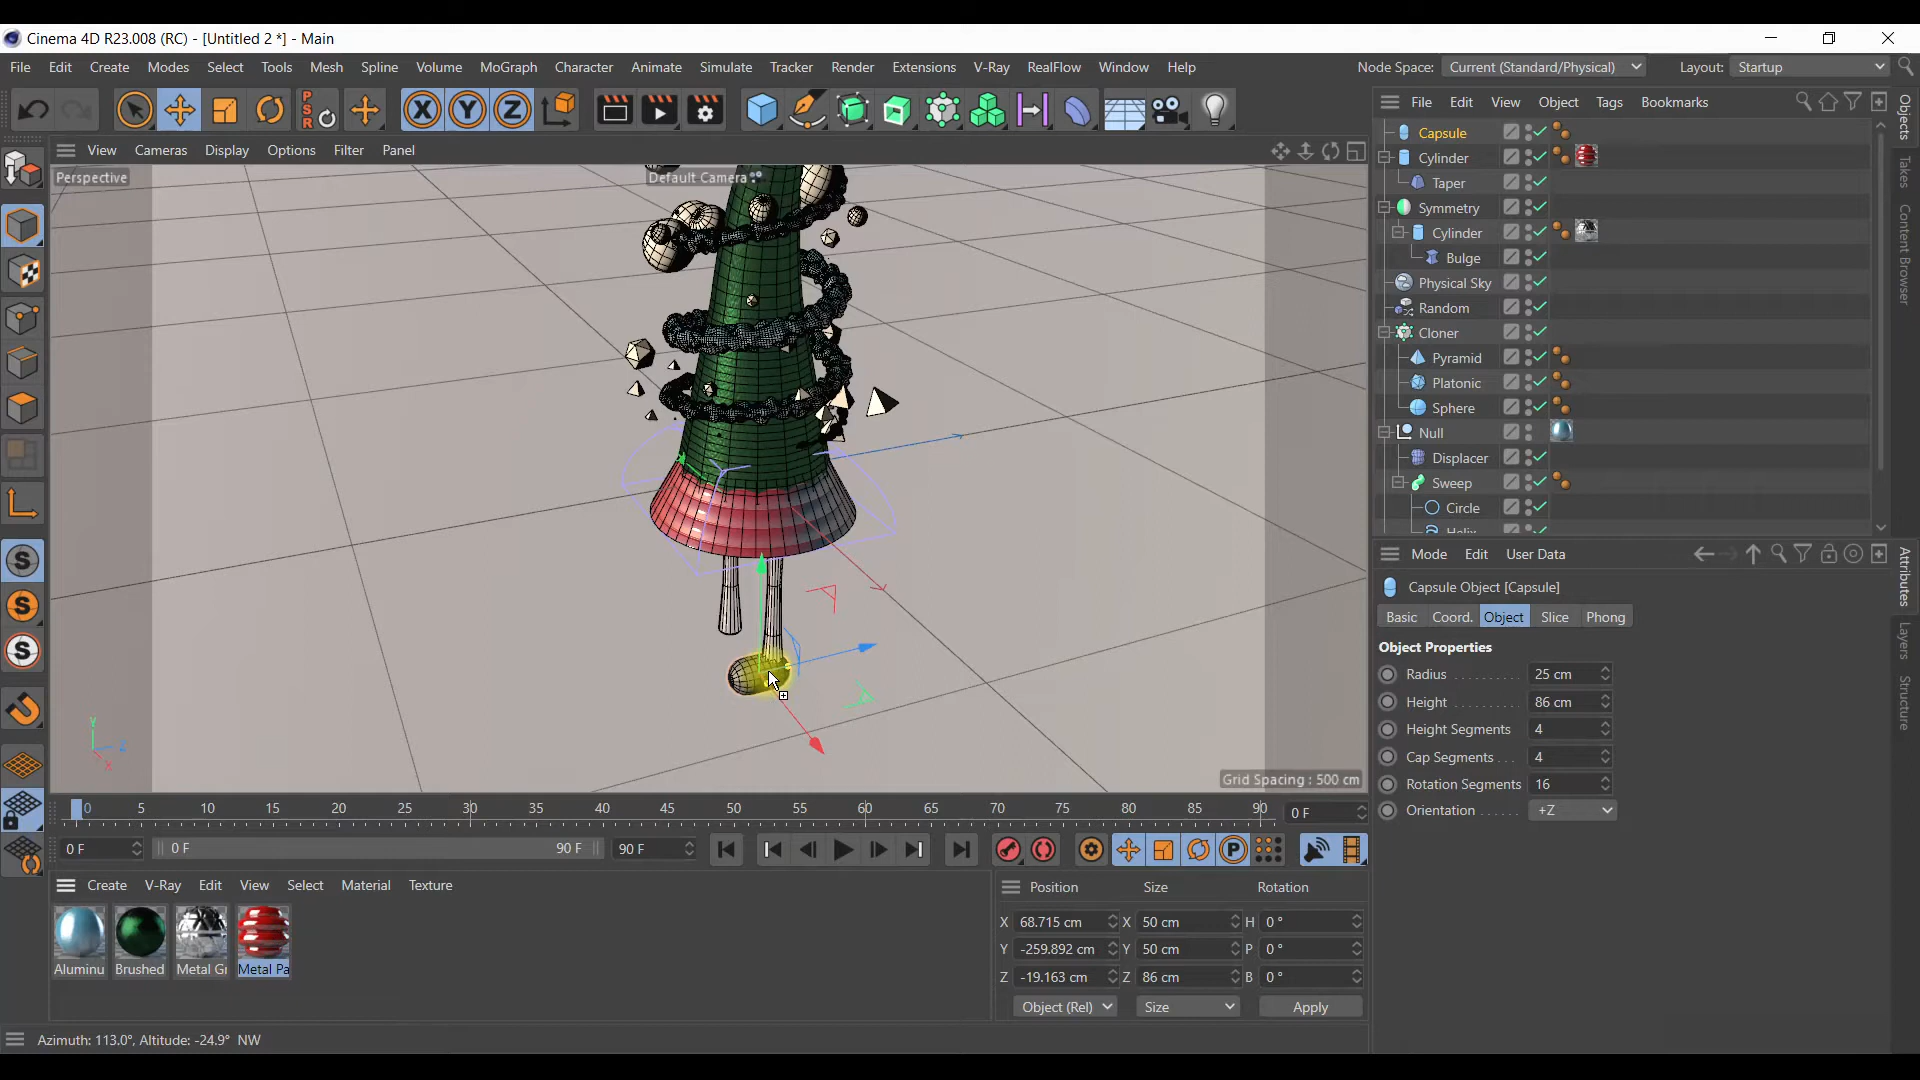 Cinema 4D R23.008 (RC) - [Untitled 2 *] - Main
File Edit Create Modes Select Tools Mesh Spline Volume MoGraph Character Animate Simulate Tracker Render Extensions V-Ray RealFlow Window Help Node Space: Current (Standard/Physical) Layout: Startup
PSR X Y Z
File Edit View Object Tags Bookmarks
View Cameras Display Options Filter Panel
Perspective
Default Camera
Capsule
Cylinder
Taper
Symmetry
Cylinder
Bulge
Physical Sky
Random
Cloner
Pyramid
Platonic
Sphere
Null
Displacer
Sweep
Circle
Helix
Objects
Takes
Content Browser
Mode Edit User Data
Capsule Object [Capsule]
Basic Coord. Object Slice Phong
Object Properties
Radius 25 cm
Height 86 cm
Height Segments 4
Cap Segments 4
Rotation Segments 16
Orientation +Z
Attributes
Layers
Structure
S
S
S
Y
Z
X
Grid Spacing : 500 cm
0 5 10 15 20 25 30 35 40 45 50 55 60 65 70 75 80 85 90 0 F
0 F 0 F 90 F 90 F P
Create V-Ray Edit View Select Material Texture
Aluminu Brushed Metal Gr Metal Pa
Position Size Rotation
X 68.715 cm X 50 cm H 0 °
Y -259.892 cm Y 50 cm P 0 °
Z -19.163 cm Z 86 cm B 0 °
Object (Rel) Size Apply
Azimuth: 113.0°, Altitude: -24.9° NW